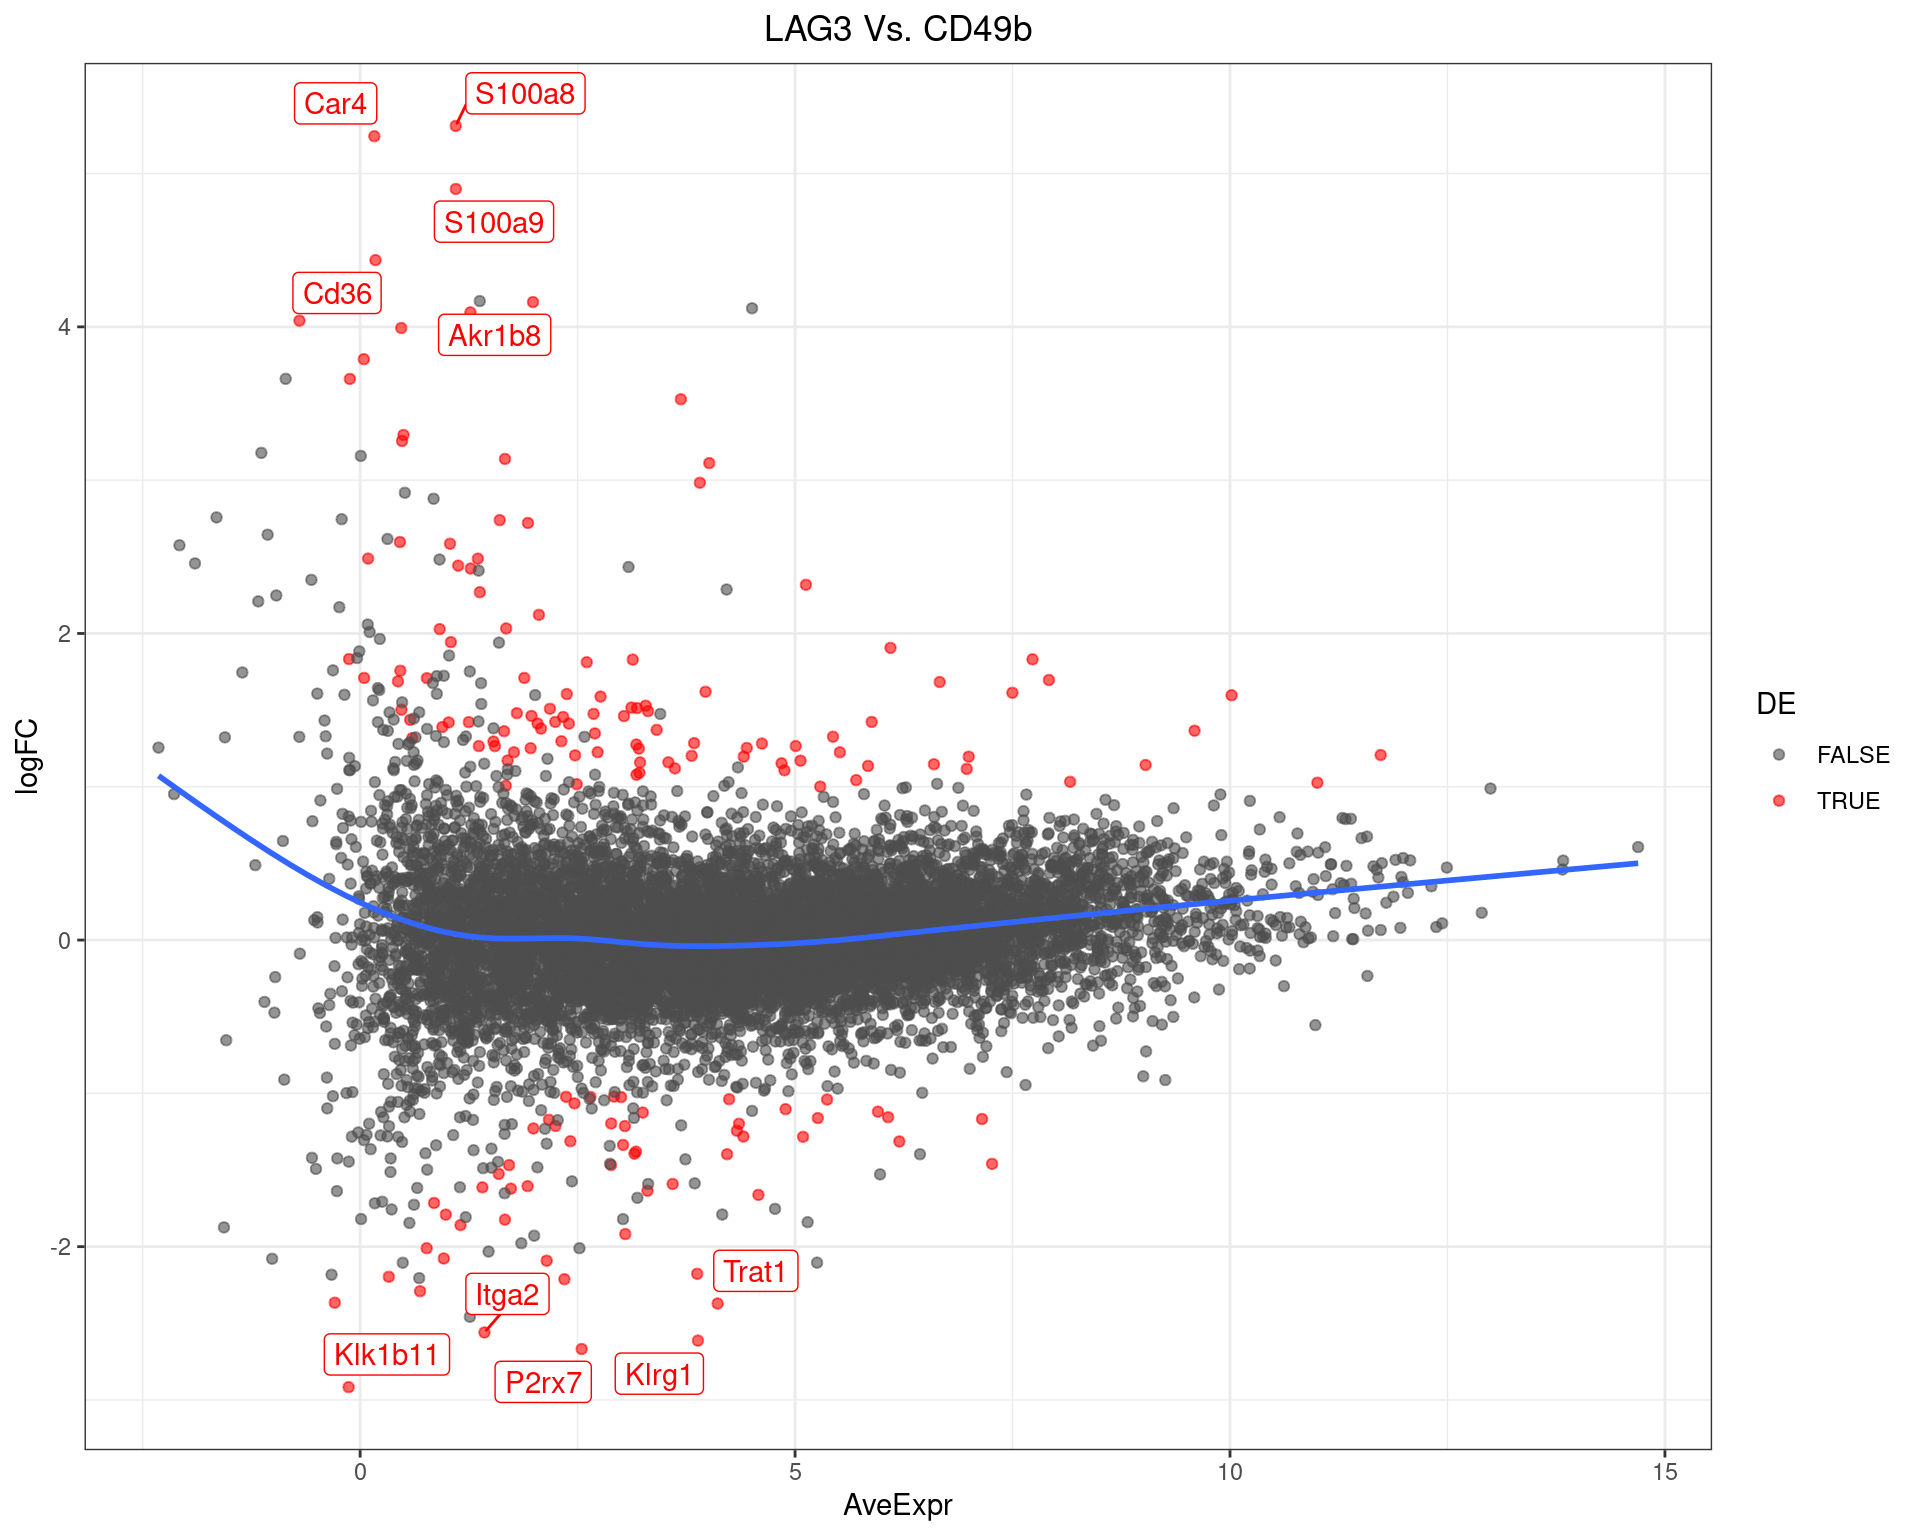 LAG3 Vs. CD49b
Car4
S100a8
S100a9
Cd36
Akr1b8
Trat1
Itga2
Klk1b11
P2rx7
Klrg1
4
2
0
-2
0
5
10
15
logFC
AveExpr
DE
FALSE
TRUE